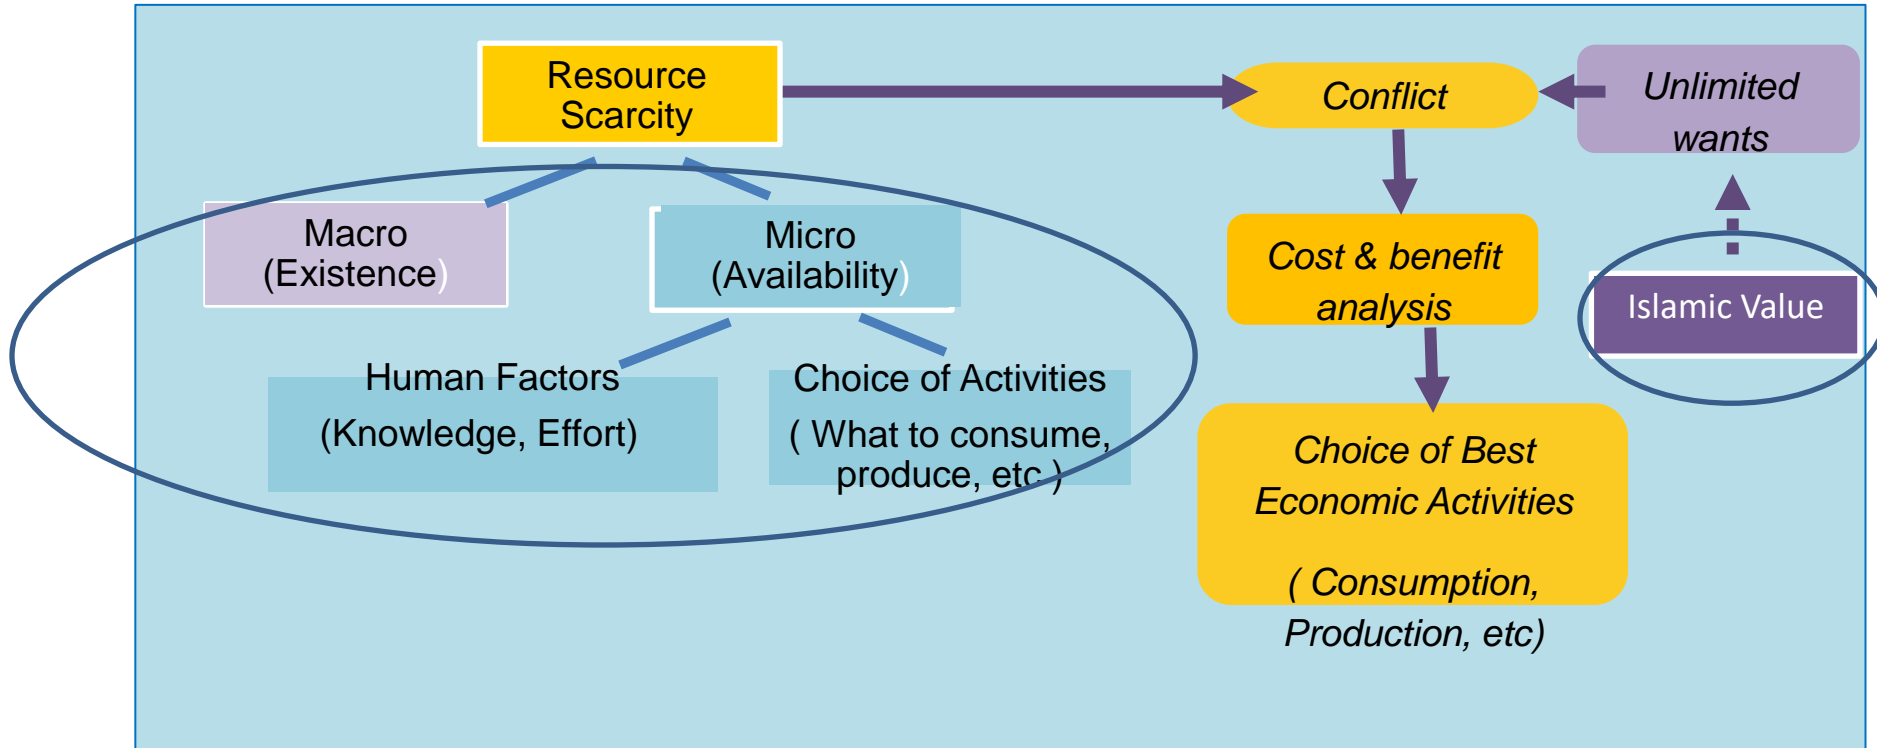 Resource
Scarcity
Conflict
Unlimited
wants
Macro
(Existence)
Micro
(Availability)
Cost & benefit
analysis
Islamic Value
Human Factors
(Knowledge, Effort)
Choice of Activities
( What to consume,
produce, etc )
Choice of Best
Economic Activities
( Consumption,
Production, etc)